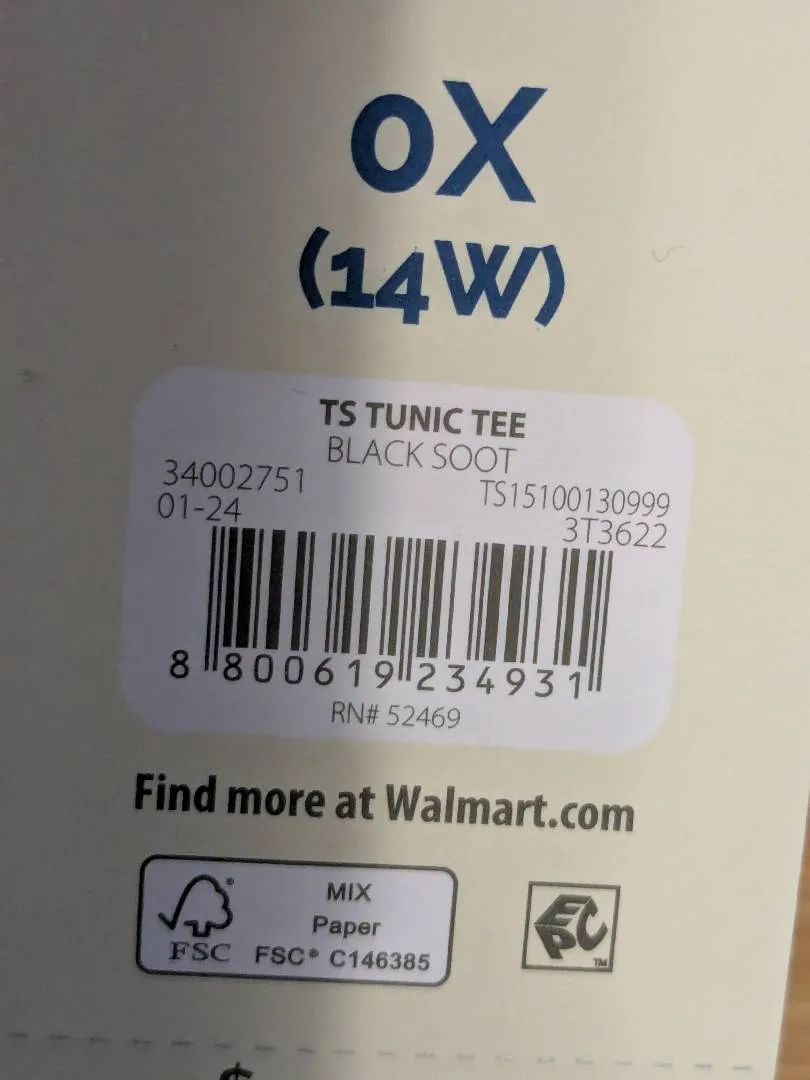 0X
(14W)
TS TUNIC TEE
BLACK SOOT
34002751 TS15100130999
01-24 3T3622
8 800619 234931
RN# 52469
Find more at Walmart.com
MIX
Paper
FSC FSC® C146385
EPC™
$